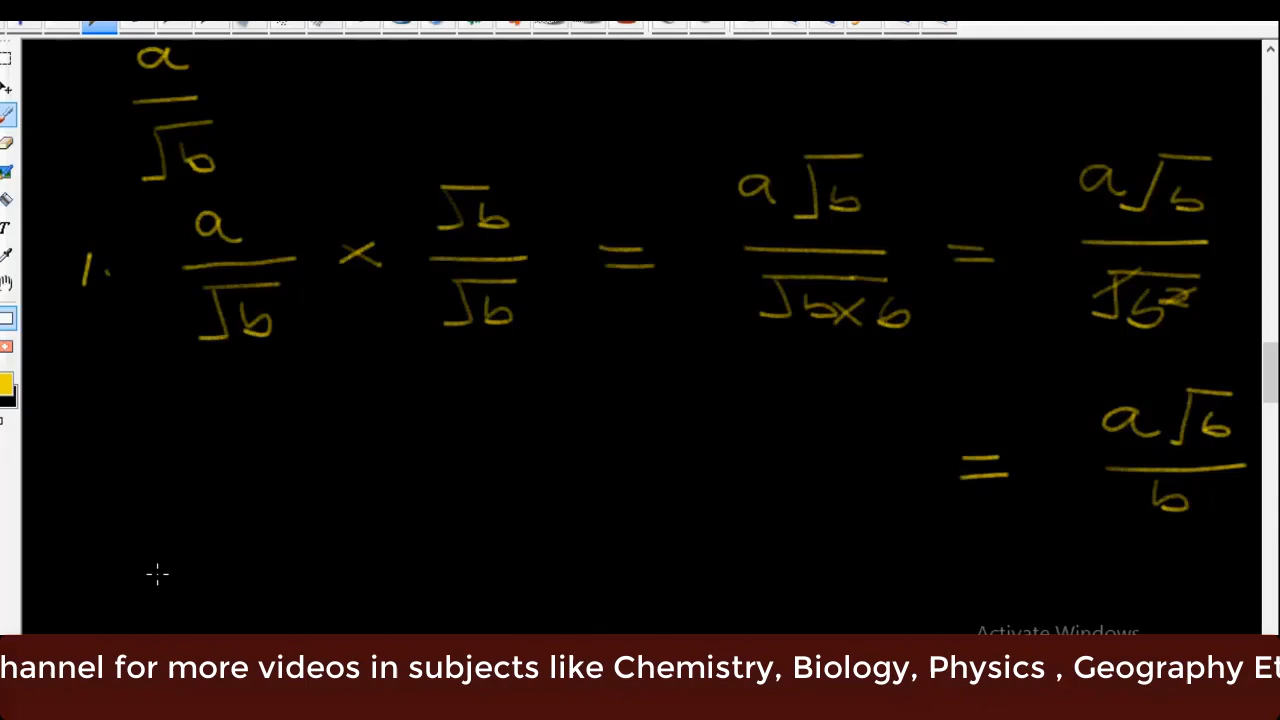 a
—
√b
1. a/√b × √b/√b = a√b/√b×b = a√b/√b²
= a√b/b
Activate Windows
hannel for more videos in subjects like Chemistry, Biology, Physics , Geography Et